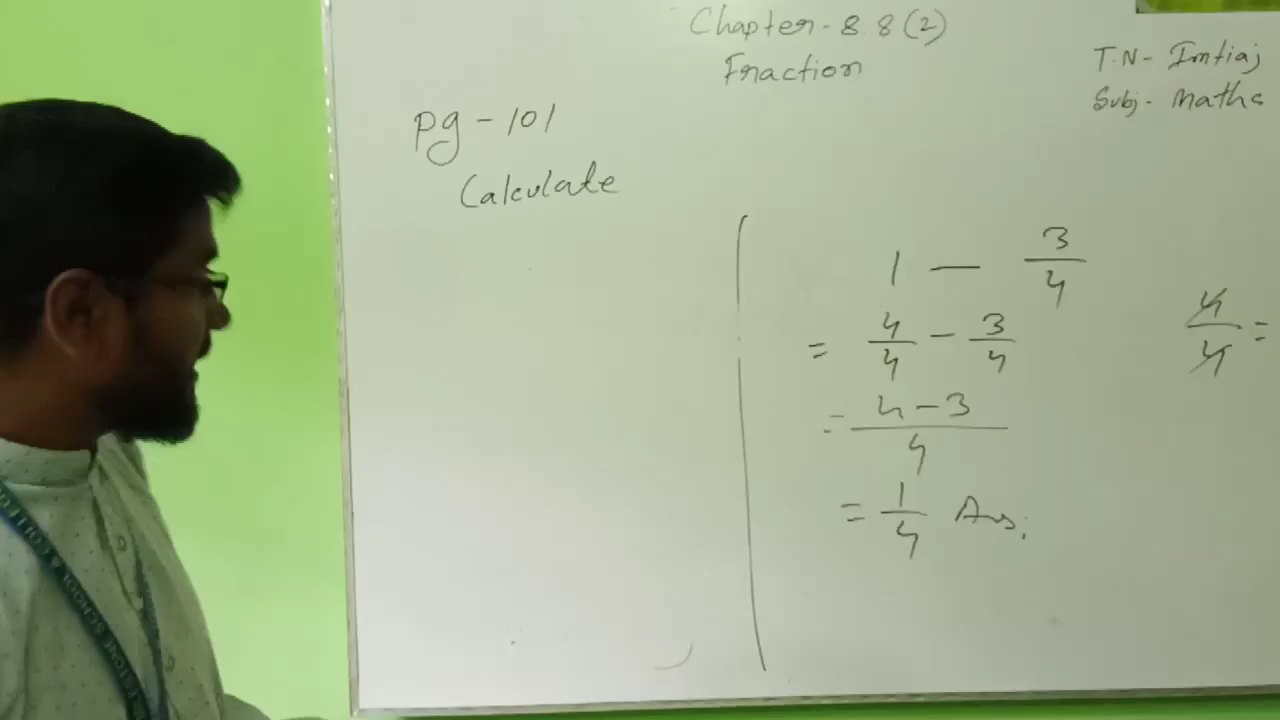 Chapter - 8.8 (2)
Fraction
T.N - Imtiaj
Subj - Maths
pg - 101
Calculate
1 - 3/4
= 4/4 - 3/4
= 4 - 3 / 4
= 1/4 Ans.
4/4 =